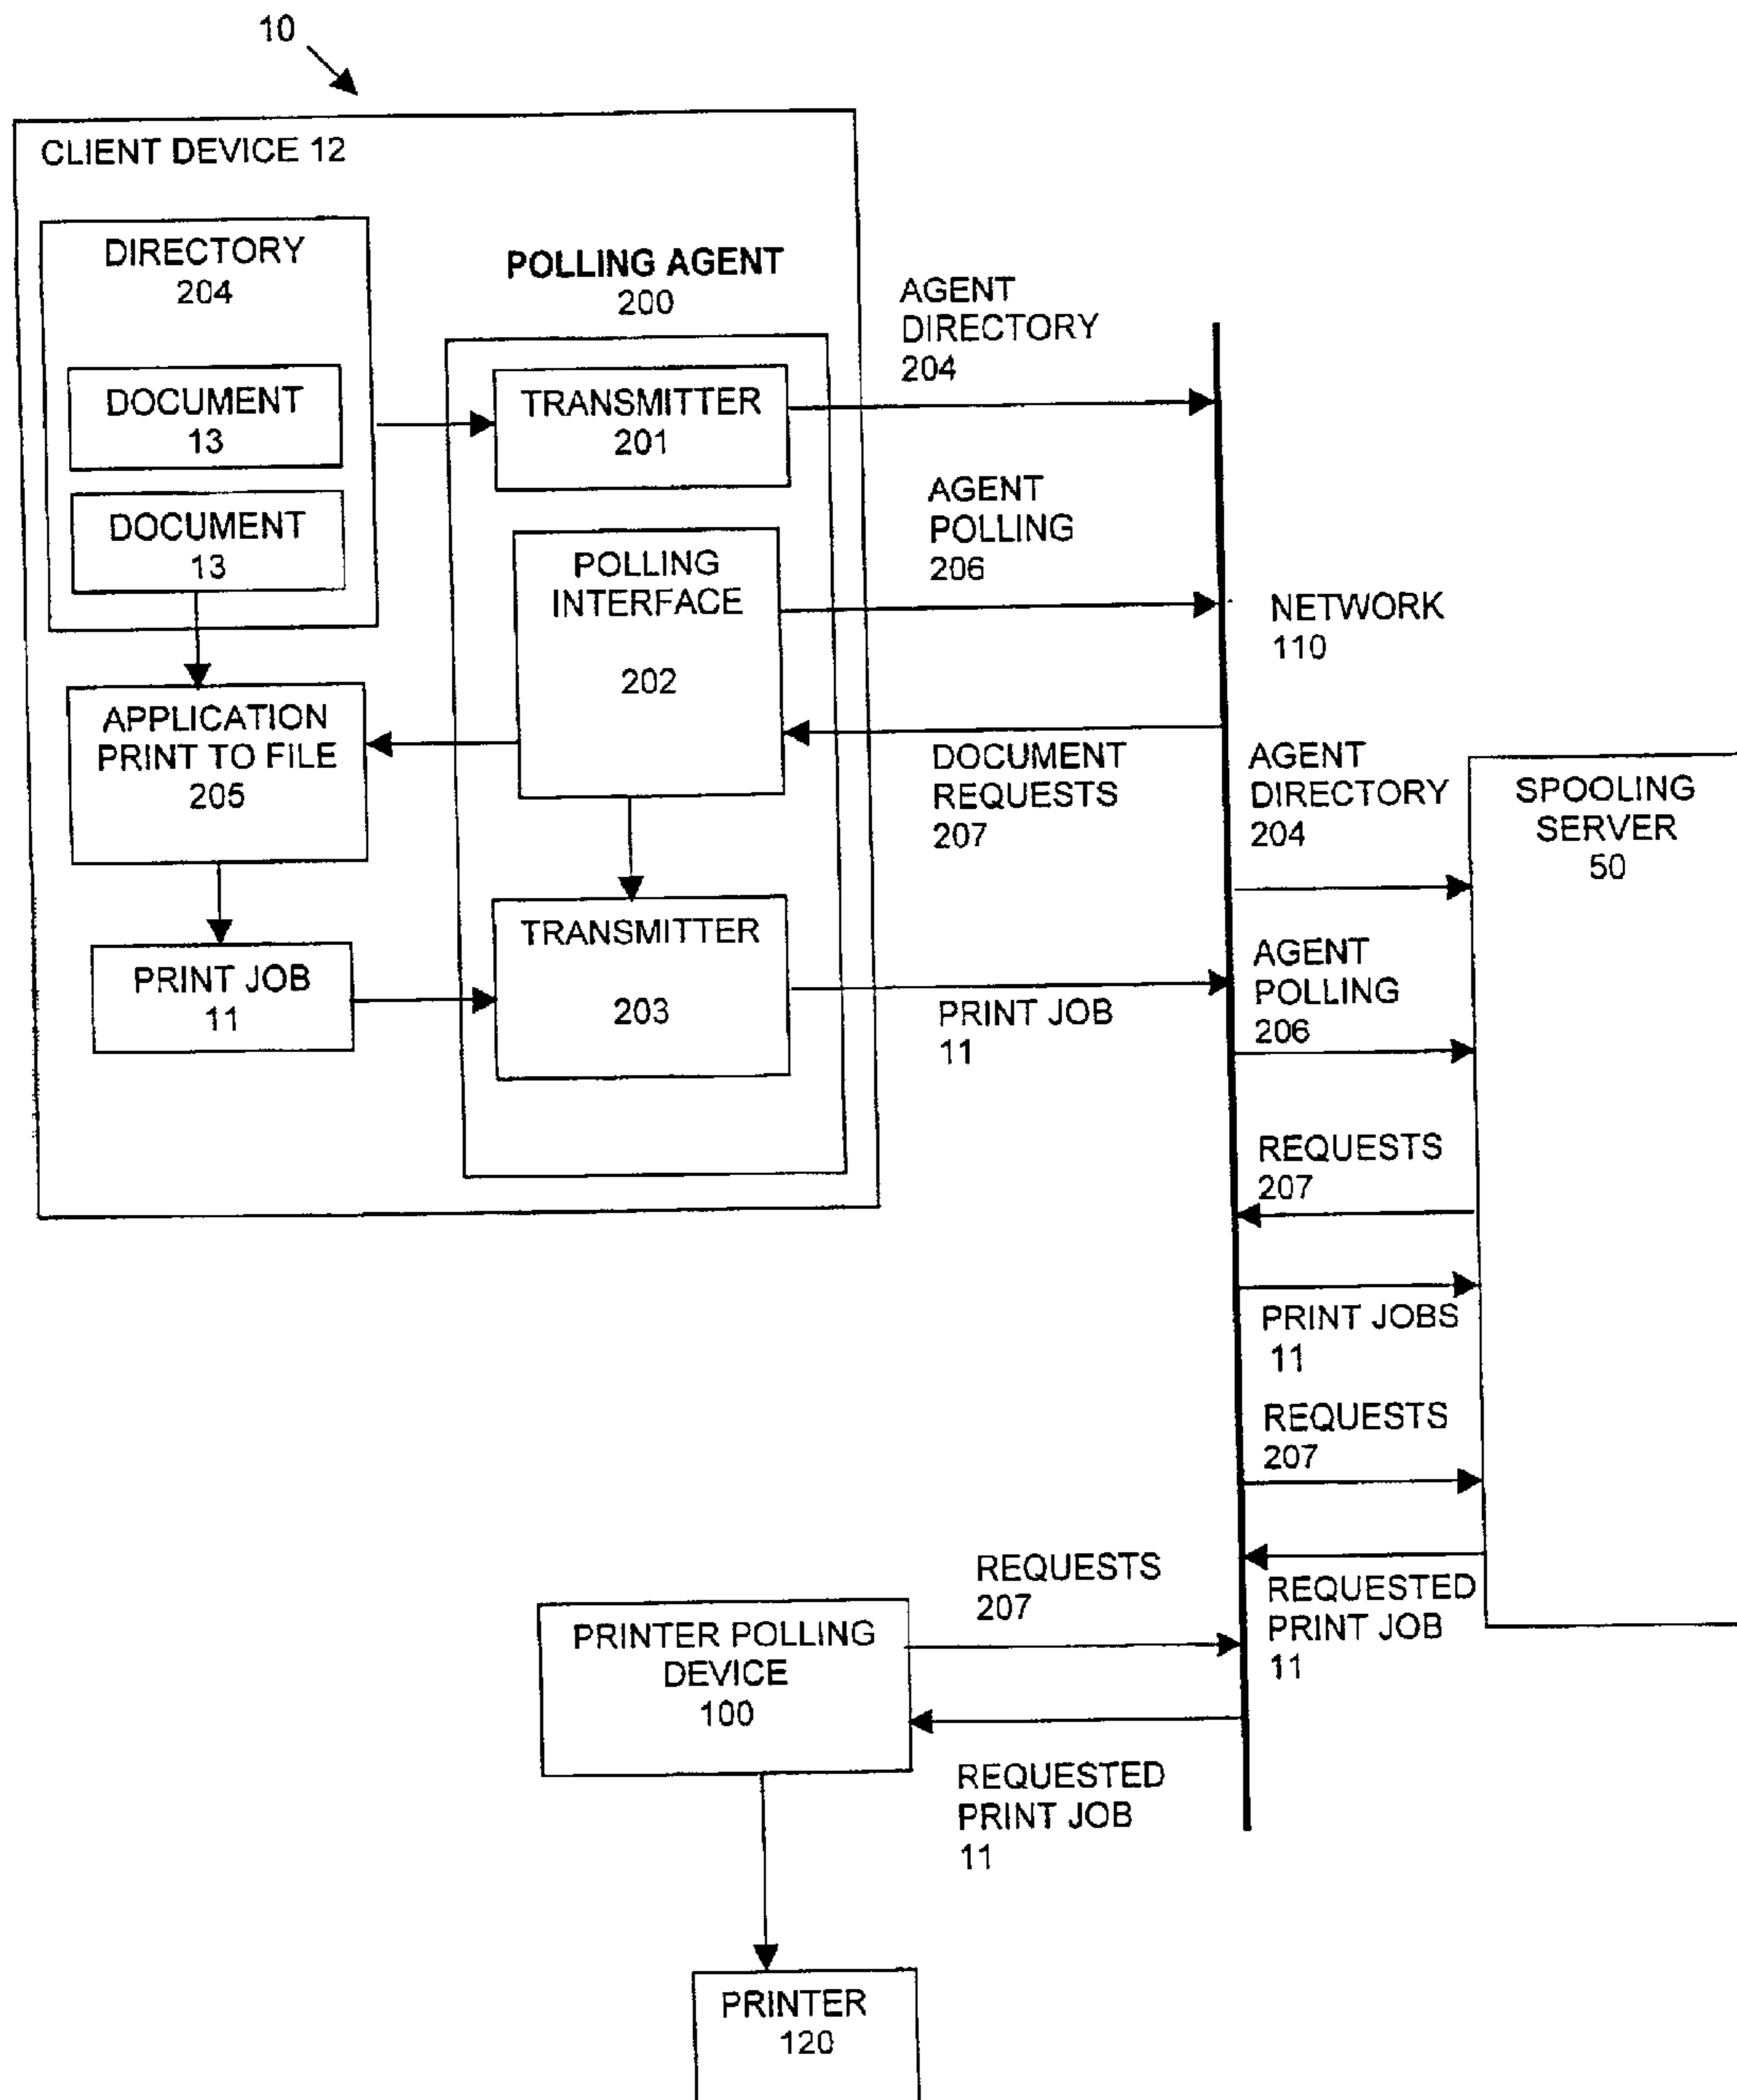 10
CLIENT DEVICE 12
DIRECTORY
204
DOCUMENT
13
DOCUMENT
13
POLLING AGENT
200
TRANSMITTER
201
POLLING
INTERFACE
202
APPLICATION
PRINT TO FILE
205
PRINT JOB
11
TRANSMITTER
203
AGENT
DIRECTORY
204
AGENT
POLLING
206
DOCUMENT
REQUESTS
207
PRINT JOB
11
NETWORK
110
AGENT
DIRECTORY
204
SPOOLING
SERVER
50
AGENT
POLLING
206
REQUESTS
207
PRINT JOBS
11
REQUESTS
207
REQUESTED
PRINT JOB
11
REQUESTS
207
PRINTER POLLING
DEVICE
100
REQUESTED
PRINT JOB
11
PRINTER
120